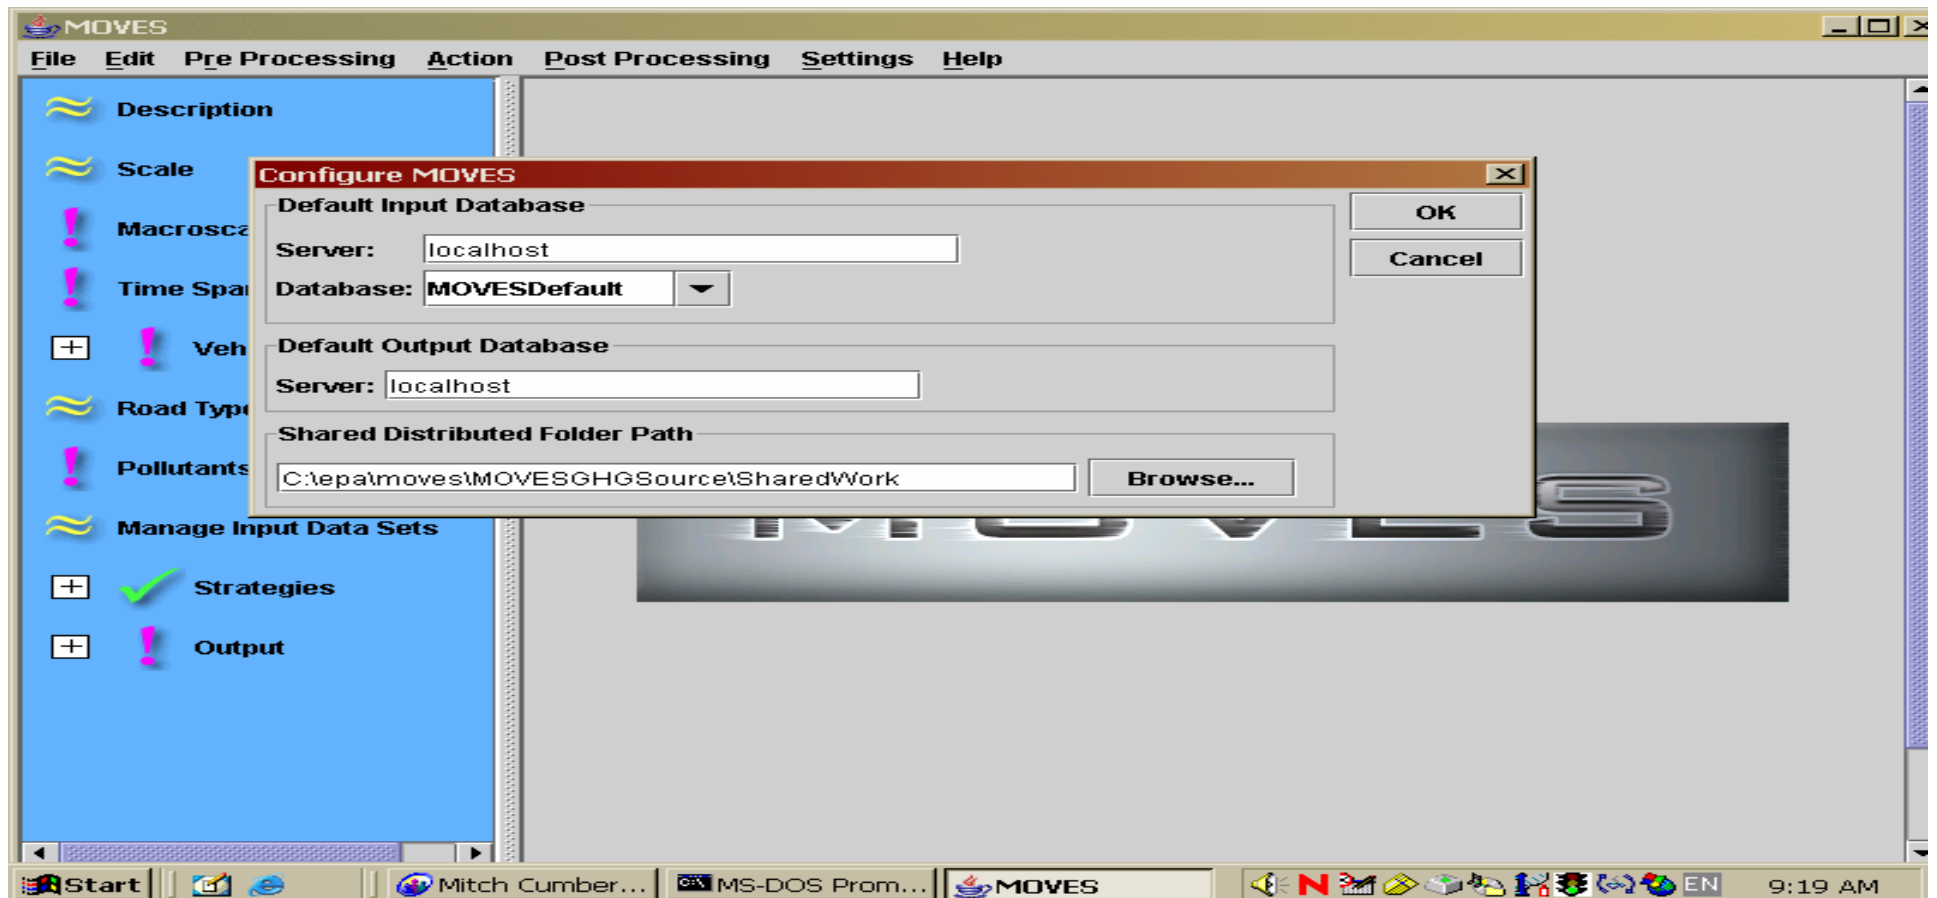 MOVES
File Edit Pre Processing Action Post Processing Settings Help
Description
Scale
Macrosca
Time Spa
Veh
Road Type
Pollutants
Manage Input Data Sets
Strategies
Output
Configure MOVES
Default Input Database
Server: localhost
Database: MOVESDefault
Default Output Database
Server: localhost
Shared Distributed Folder Path
C:\epa\moves\MOVESGHGSource\SharedWork
Browse...
OK
Cancel
MOVES
Start
Mitch Cumber...
MS-DOS Prom...
MOVES
N
EN
9:19 AM